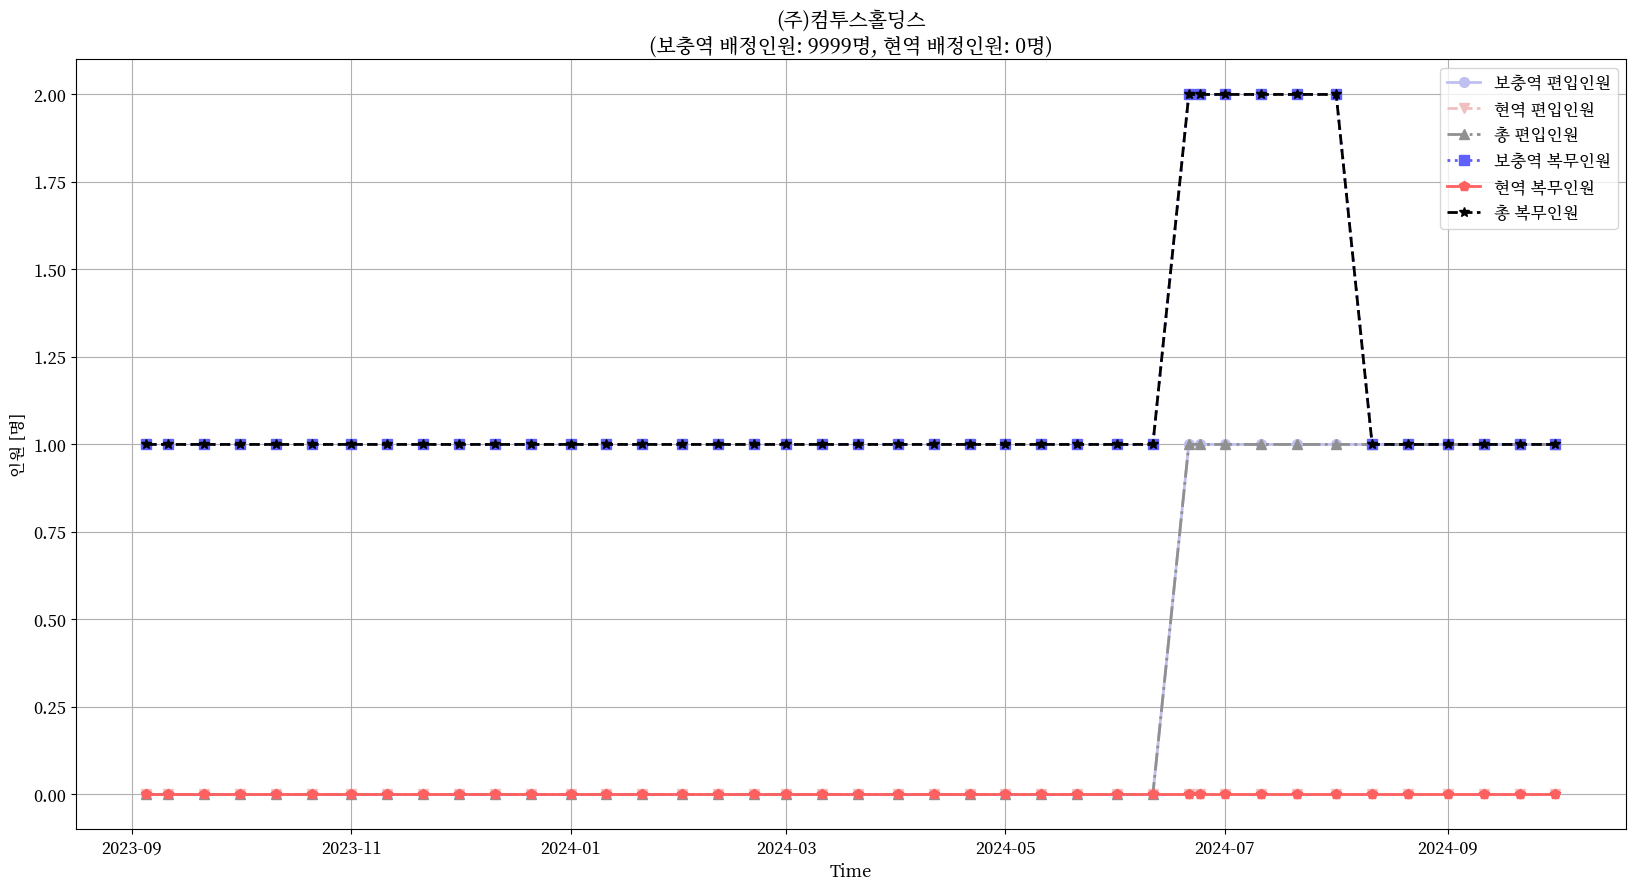 (주)컴투스홀딩스
(보충역 배정인원: 9999명, 현역 배정인원: 0명)
보충역 편입인원
현역 편입인원
총 편입인원
보충역 복무인원
현역 복무인원
총 복무인원
2.00
1.75
1.50
1.25
1.00
0.75
0.50
0.25
0.00
인원 [명]
2023-09
2023-11
2024-01
2024-03
2024-05
2024-07
2024-09
Time